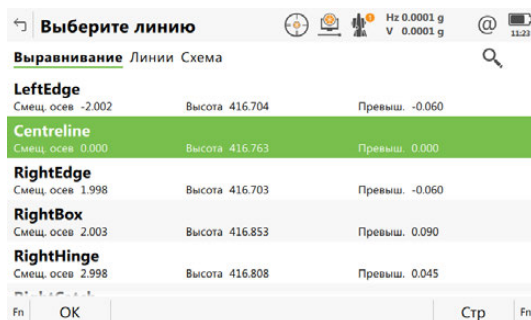 Выберите линию
Hz 0.0001 g
V 0.0001 g
@
11:23
Выравнивание Линии Схема
LeftEdge
Смещ. осев -2.002 Высота 416.704 Превыш. -0.060
Centreline
Смещ. осев 0.000 Высота 416.763 Превыш. 0.000
RightEdge
Смещ. осев 1.998 Высота 416.703 Превыш. -0.060
RightBox
Смещ. осев 2.003 Высота 416.853 Превыш. 0.090
RightHinge
Смещ. осев 2.998 Высота 416.808 Превыш. 0.045
Fn OK Стр Fn